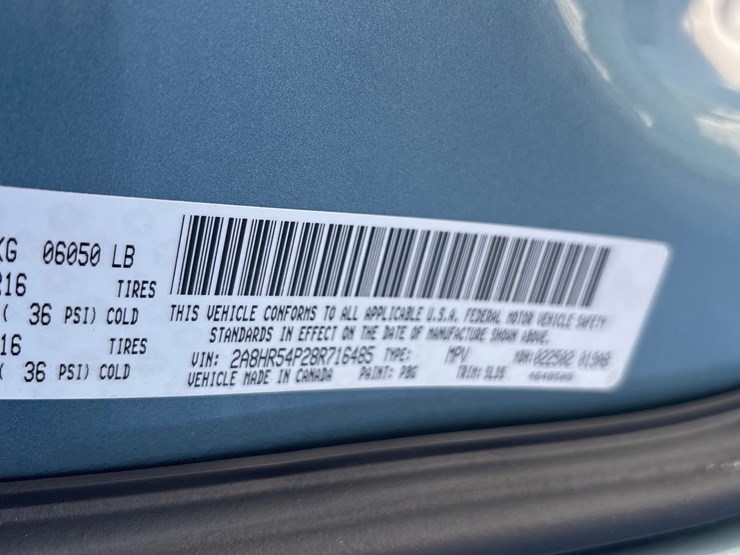 KG 06050 LB
R16 TIRES
( 36 PSI) COLD
16 TIRES
( 36 PSI) COLD
THIS VEHICLE CONFORMS TO ALL APPLICABLE U.S.A. FEDERAL MOTOR VEHICLE SAFETY
STANDARDS IN EFFECT ON THE DATE OF MANUFACTURE SHOWN ABOVE.
VIN: 2A8HR54P28R716485 TYPE: MPV MDH:
VEHICLE MADE IN CANADA PAINT: PBG TRIM: